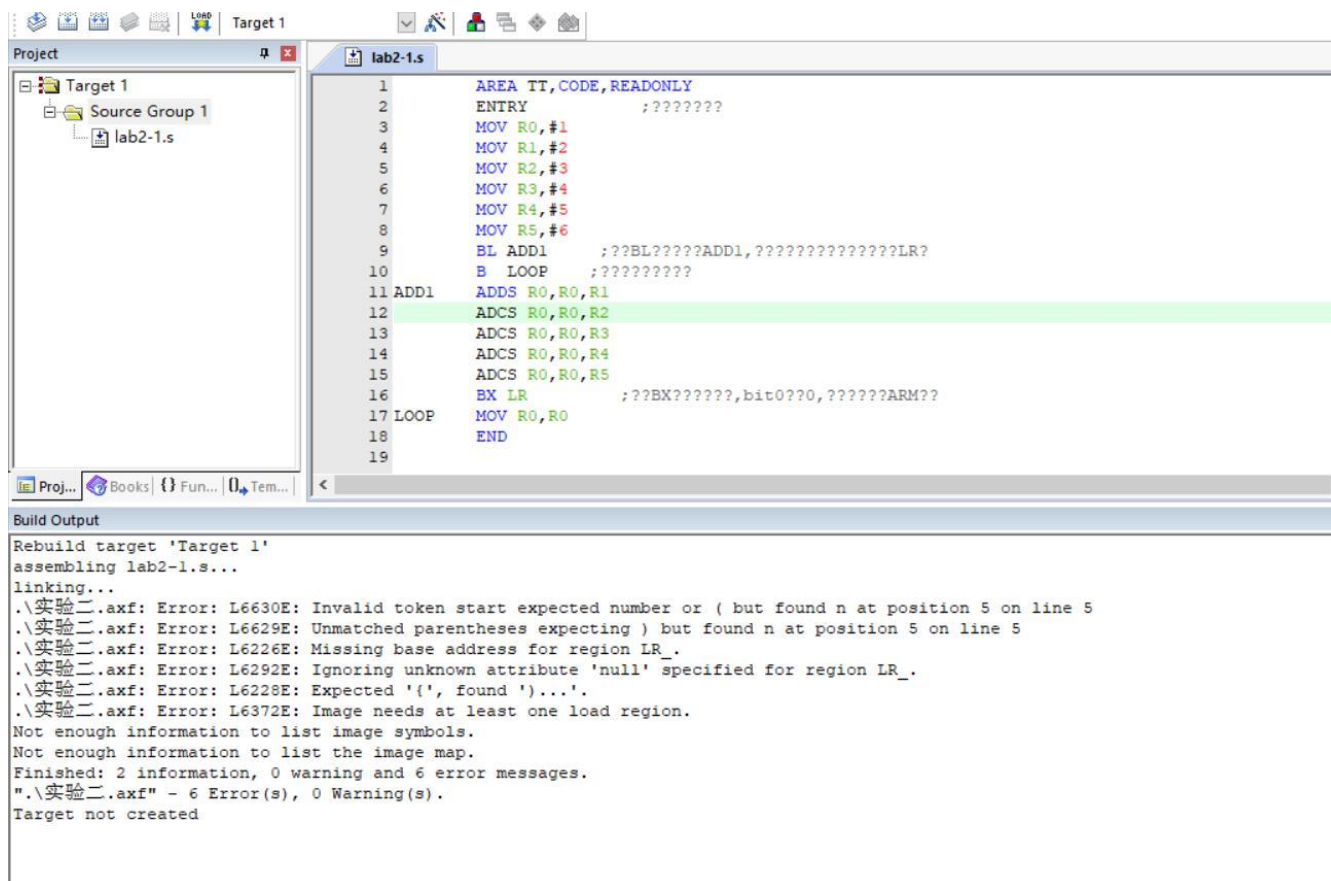 LOAD Target 1
Project
lab2-1.s
Target 1
Source Group 1
lab2-1.s
1 AREA TT,CODE,READONLY
2 ENTRY ;???????
3 MOV R0,#1
4 MOV R1,#2
5 MOV R2,#3
6 MOV R3,#4
7 MOV R4,#5
8 MOV R5,#6
9 BL ADD1 ;??BL?????ADD1,??????????????LR?
10 B LOOP ;?????????
11 ADD1 ADDS R0,R0,R1
12 ADCS R0,R0,R2
13 ADCS R0,R0,R3
14 ADCS R0,R0,R4
15 ADCS R0,R0,R5
16 BX LR ;??BX??????,bit0??0,??????ARM??
17 LOOP MOV R0,R0
18 END
19
Proj... Books {} Fun... 0 Tem...
Build Output
Rebuild target 'Target 1'
assembling lab2-1.s...
linking...
.\实验二.axf: Error: L6630E: Invalid token start expected number or ( but found n at position 5 on line 5
.\实验二.axf: Error: L6629E: Unmatched parentheses expecting ) but found n at position 5 on line 5
.\实验二.axf: Error: L6226E: Missing base address for region LR_.
.\实验二.axf: Error: L6292E: Ignoring unknown attribute 'null' specified for region LR_.
.\实验二.axf: Error: L6228E: Expected '{', found ')...'.
.\实验二.axf: Error: L6372E: Image needs at least one load region.
Not enough information to list image symbols.
Not enough information to list the image map.
Finished: 2 information, 0 warning and 6 error messages.
".\实验二.axf" - 6 Error(s), 0 Warning(s).
Target not created